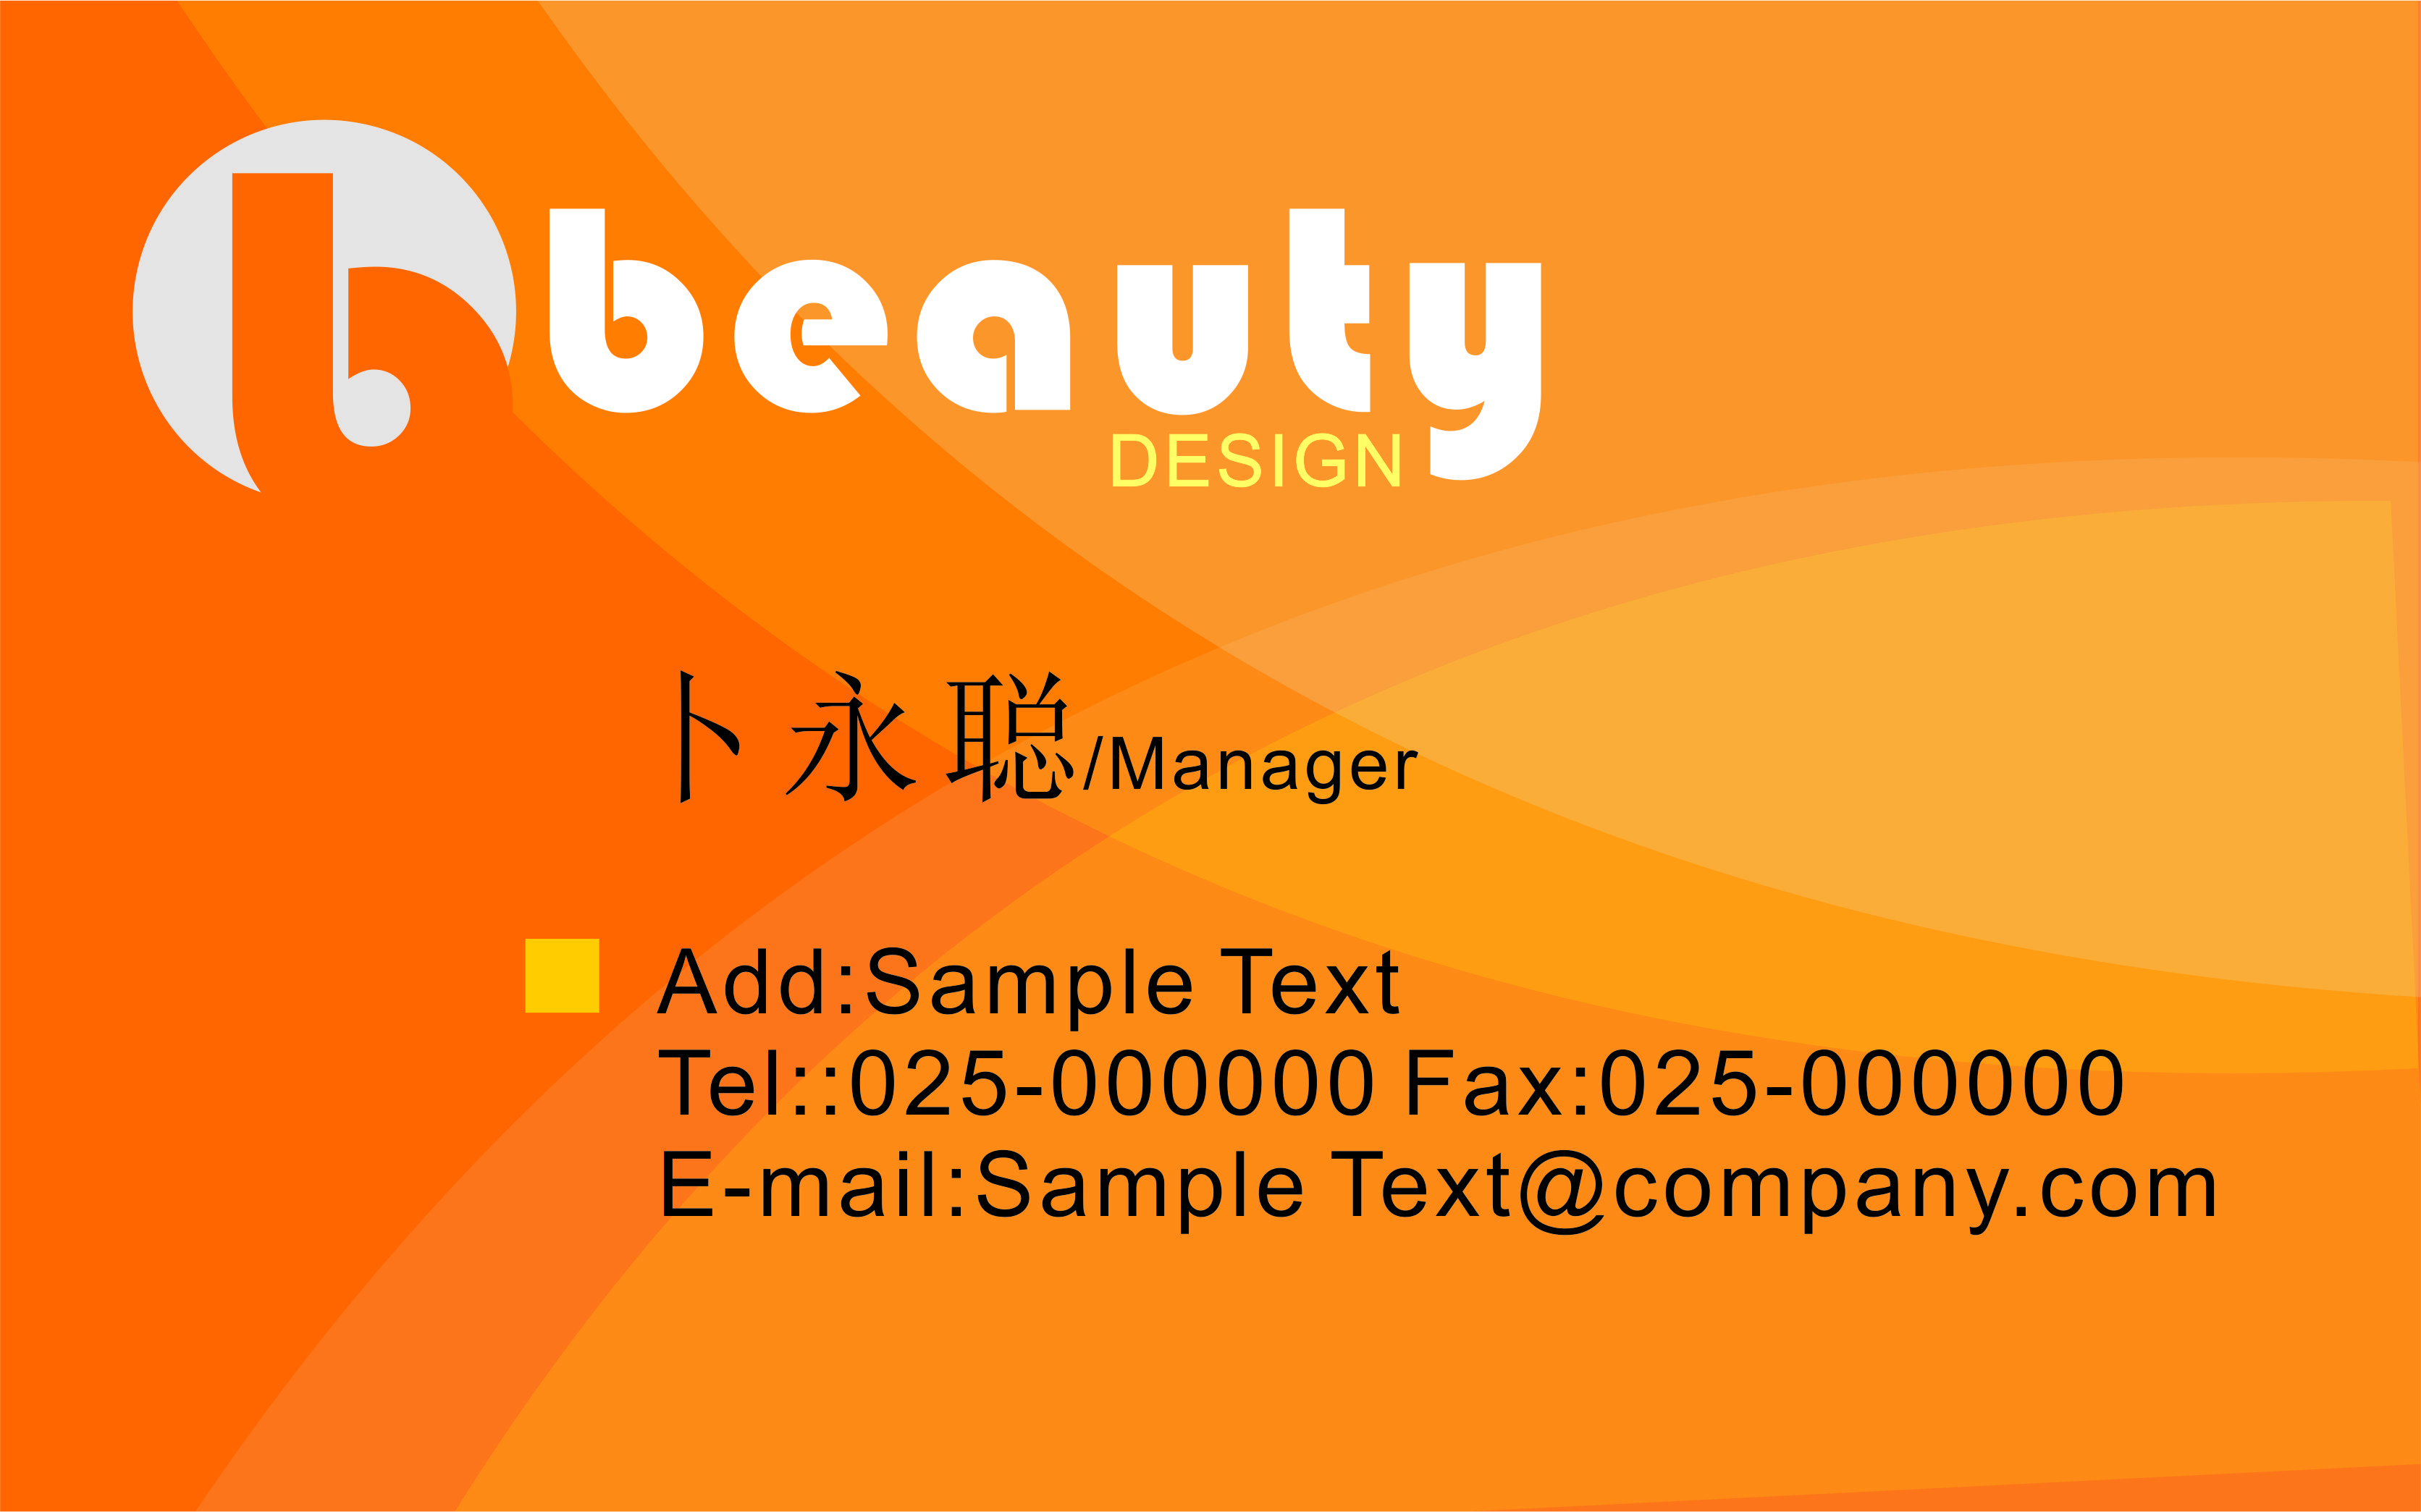 b beauty
DESIGN
卜永聪/Manager
Add:Sample Text
Tel::025-000000 Fax:025-000000
E-mail:Sample Text@company.com